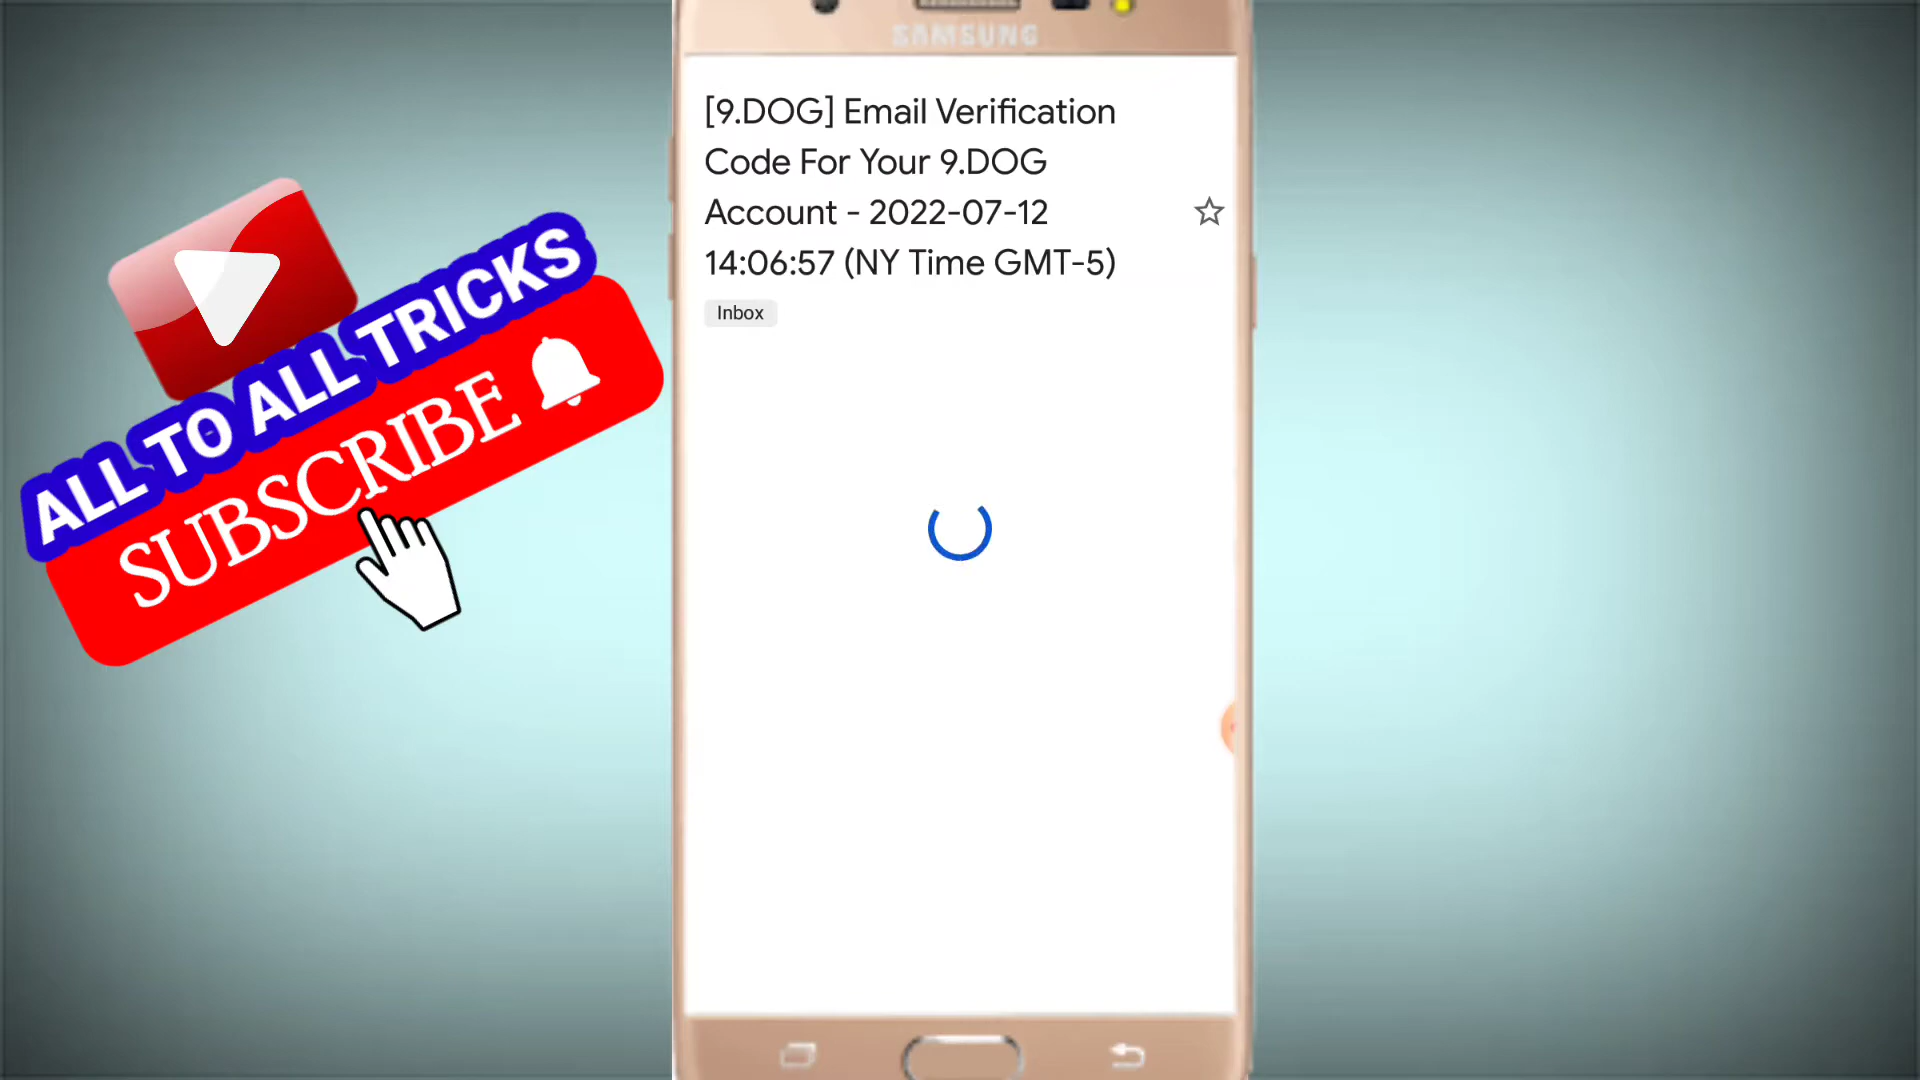 SAMSUNG
[9.DOG] Email Verification
Code For Your 9.DOG
Account - 2022-07-12
14:06:57 (NY Time GMT-5)
Inbox
ALL TO ALL TRICKS
SUBSCRIBE